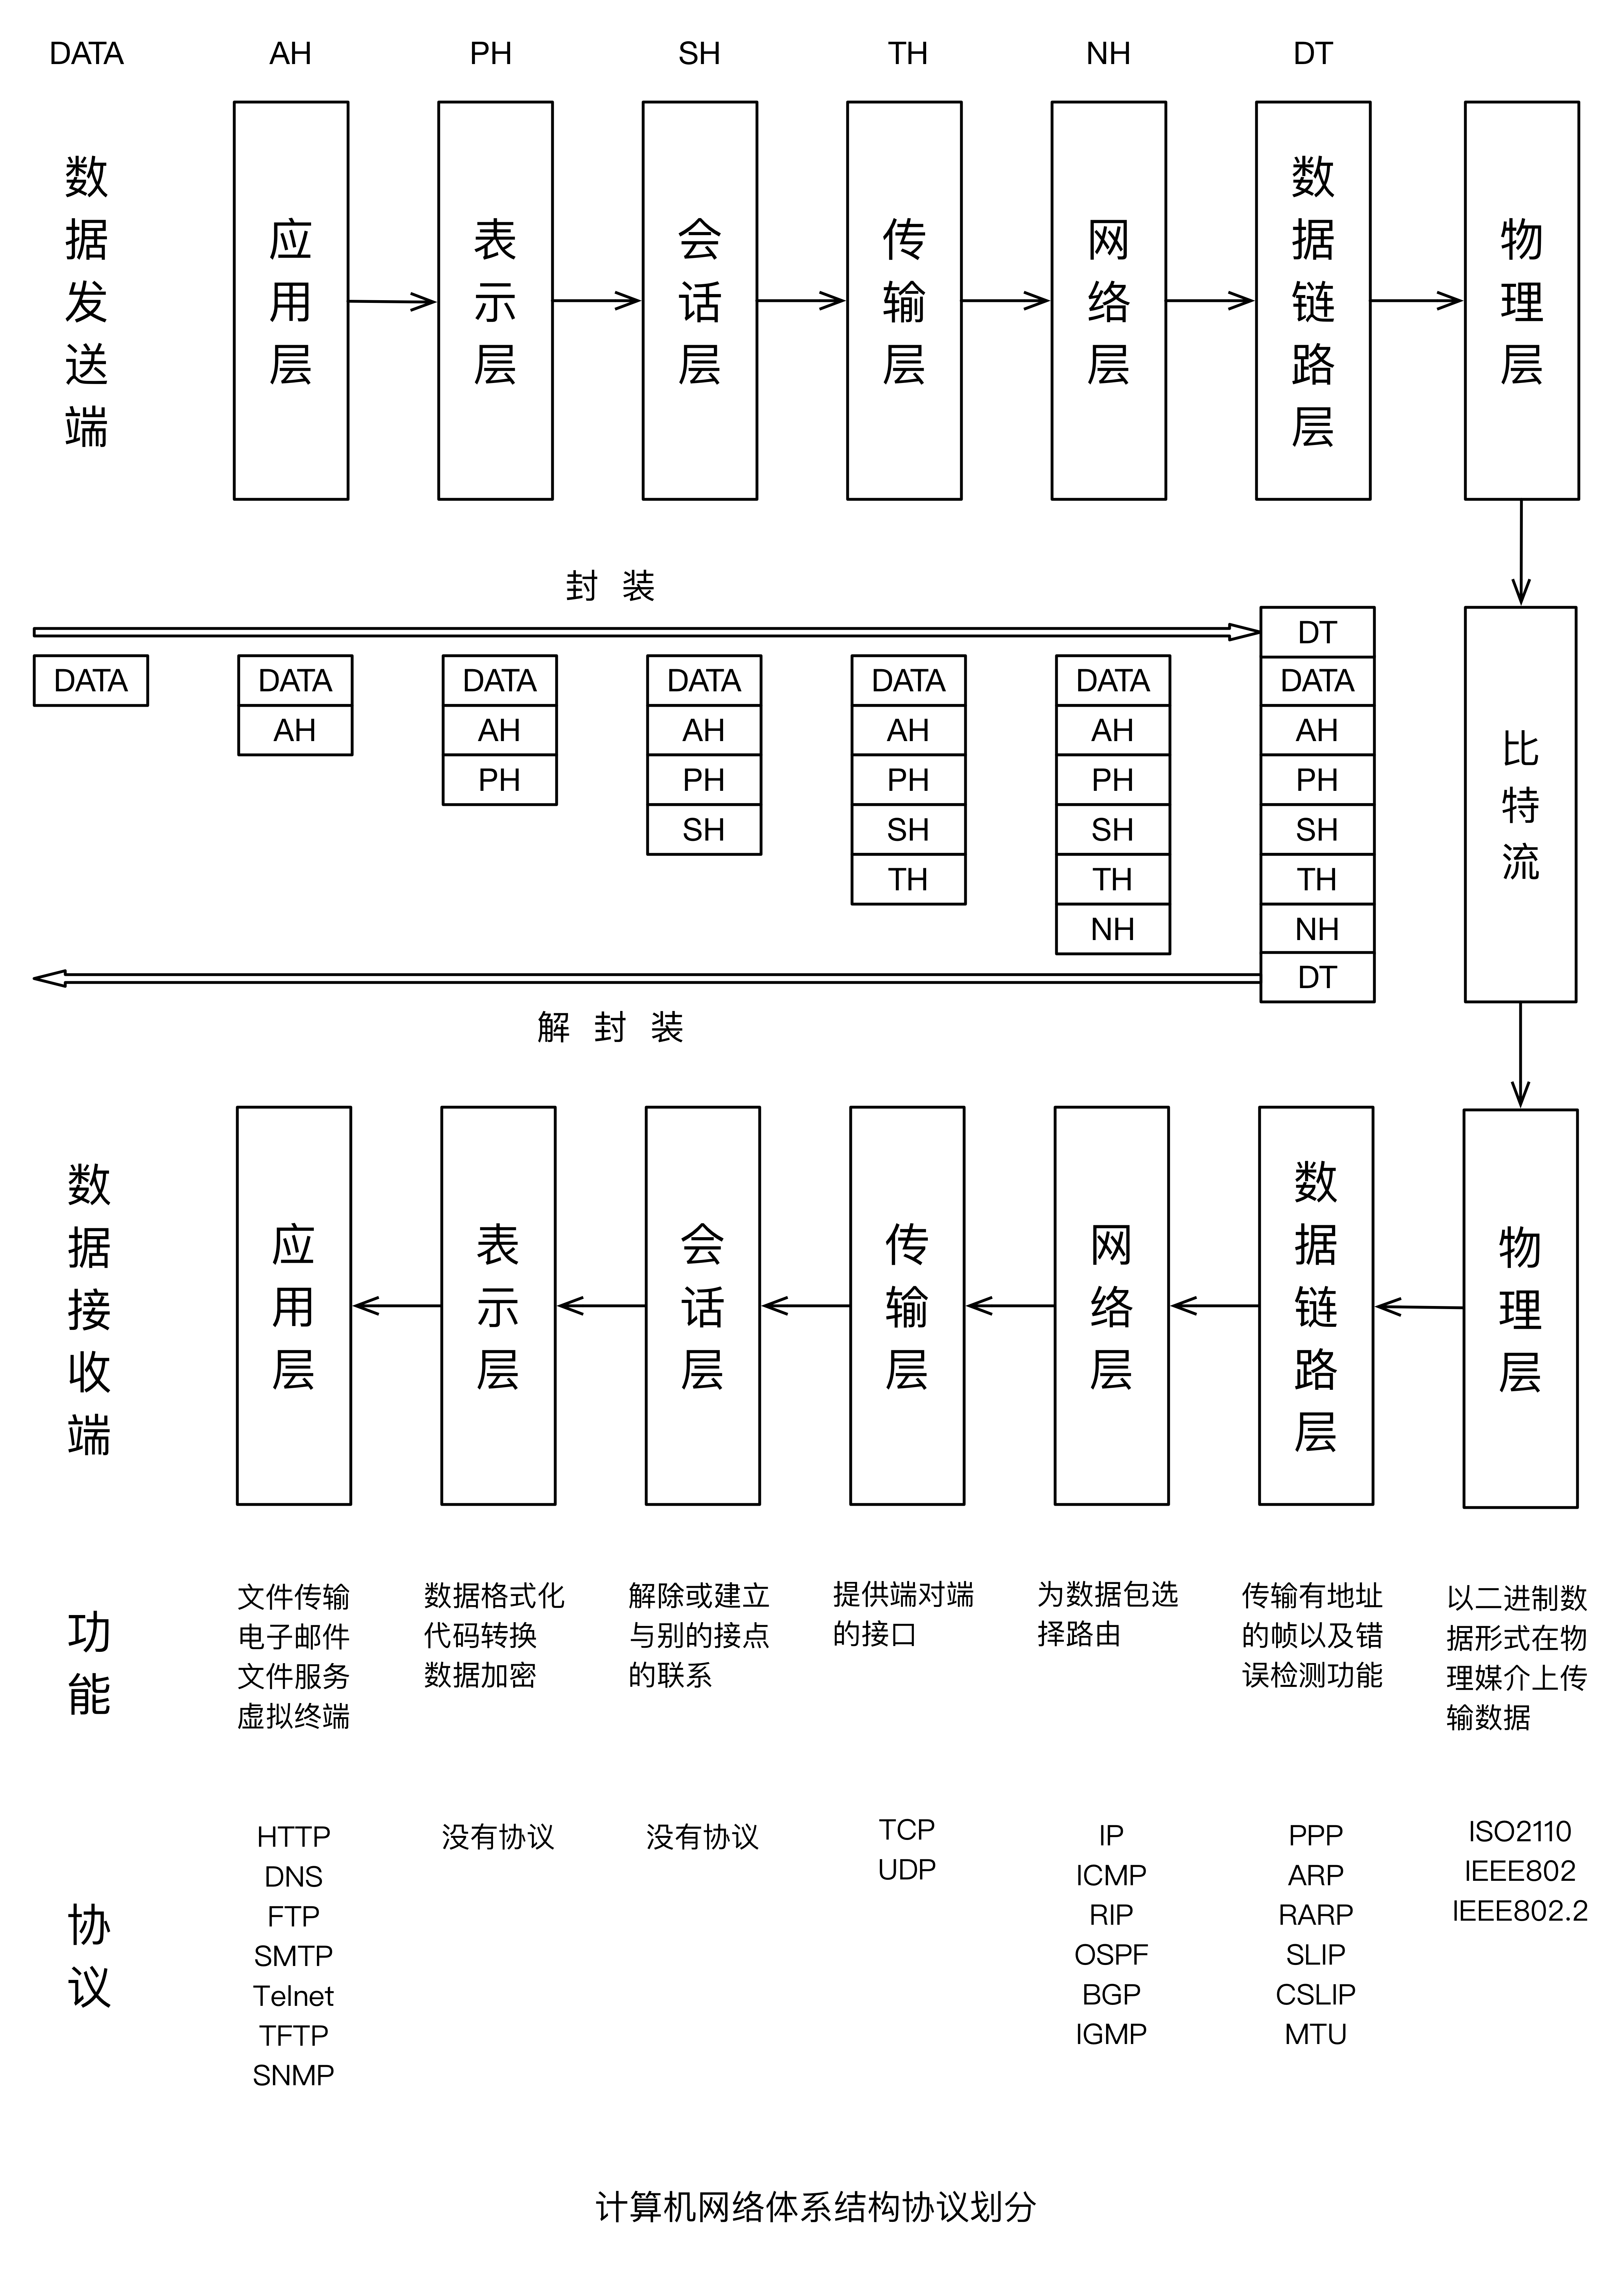 DATA AH PH SH TH NH DT
数据发送端
应用层
表示层
会话层
传输层
网络层
数据链路层
物理层
封 装
DT
DATA DATA DATA DATA DATA DATA DATA
AH AH AH AH AH AH
PH PH PH PH PH
SH SH SH SH
TH TH TH
NH NH
DT
比特流
解 封 装
数据接收端
应用层
表示层
会话层
传输层
网络层
数据链路层
物理层
功能
文件传输
电子邮件
文件服务
虚拟终端
数据格式化
代码转换
数据加密
解除或建立
与别的接点
的联系
提供端对端
的接口
为数据包选
择路由
传输有地址
的帧以及错
误检测功能
以二进制数
据形式在物
理媒介上传
输数据
协议
HTTP
DNS
FTP
SMTP
Telnet
TFTP
SNMP
没有协议
没有协议
TCP
UDP
IP
ICMP
RIP
OSPF
BGP
IGMP
PPP
ARP
RARP
SLIP
CSLIP
MTU
ISO2110
IEEE802
IEEE802.2
计算机网络体系结构协议划分